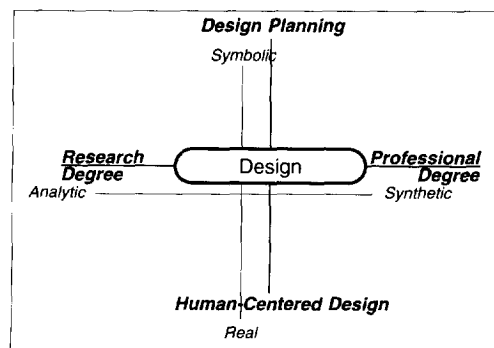 Design Planning
Symbolic
Research
Degree
Design
Professional
Degree
Analytic
Synthetic
Human-Centered Design
Real